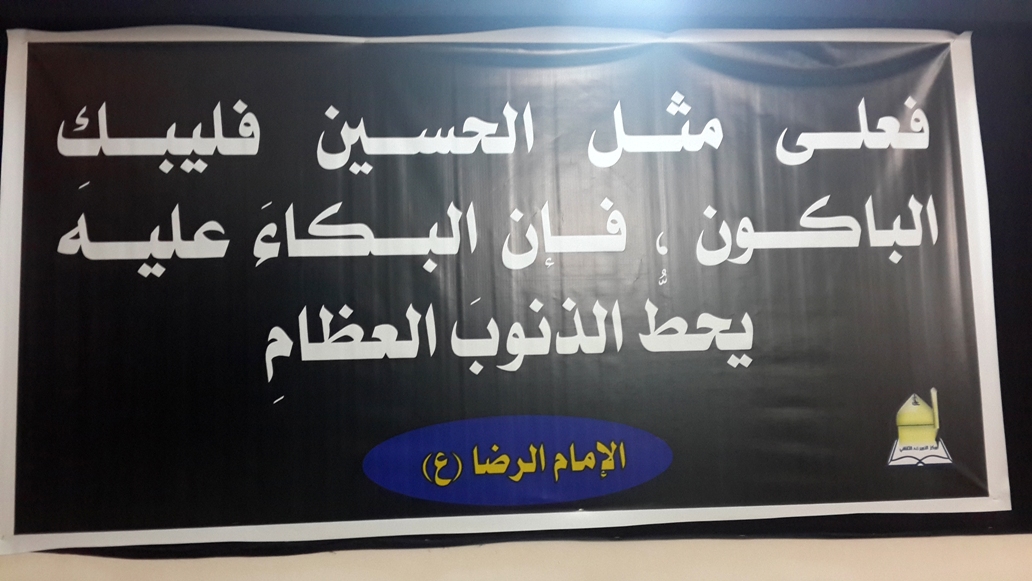 فعلى مثل الحسين فليبكِ
الباكون ، فإن البكاءَ عليهَ
يحطُّ الذنوبَ العظامِ
الإمام الرضا (ع)